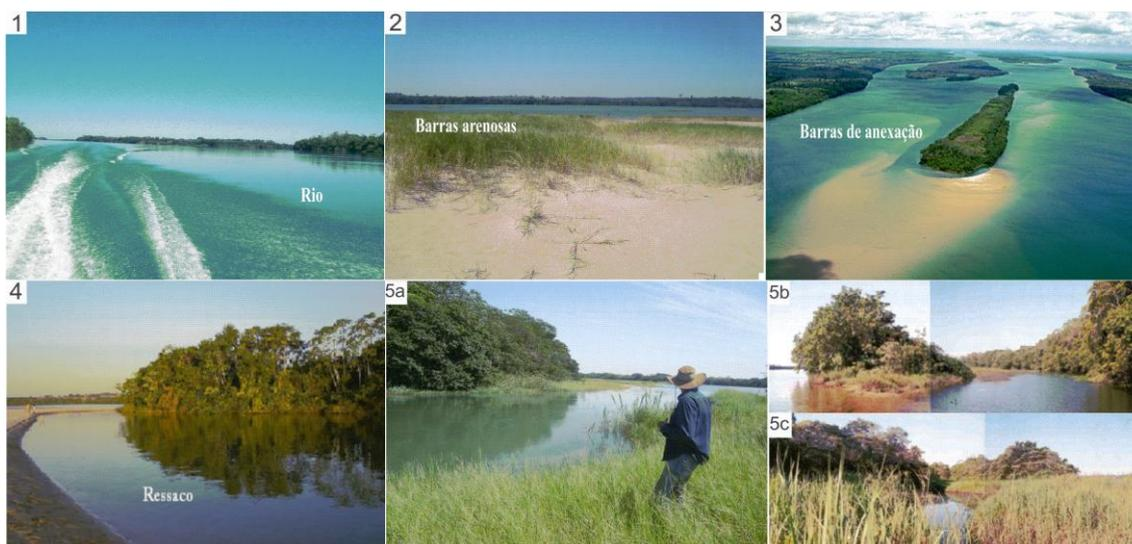 1
Rio
2
Barras arenosas
3
Barras de anexação
4
Ressaco
5a
5b
5c